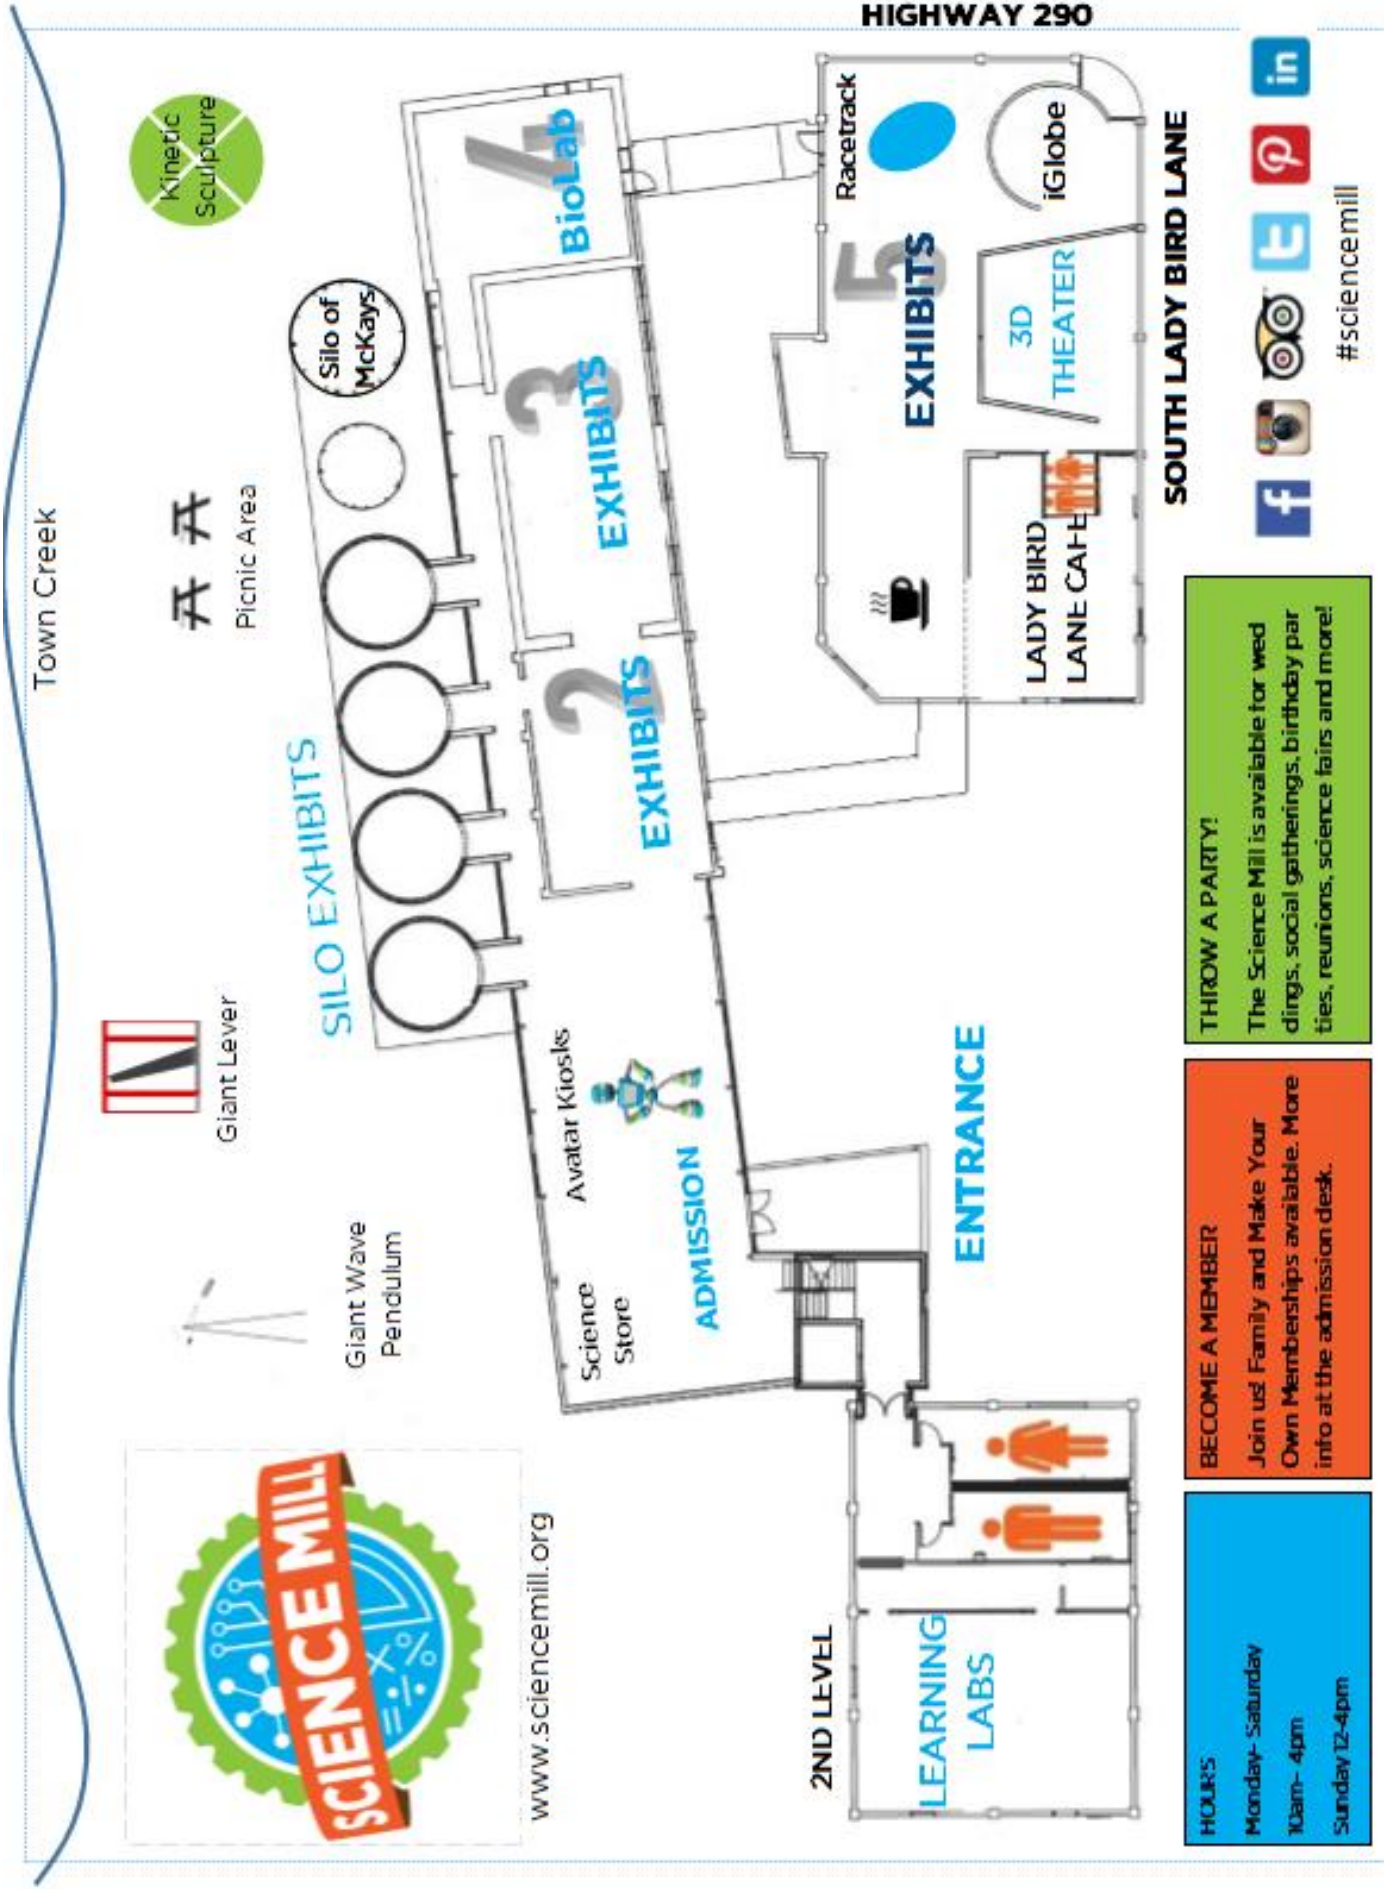 Town Creek
HIGHWAY 290
Kinetic
Sculpture
Picnic Area
Giant Lever
Giant Wave
Pendulum
SCIENCE MILL
www.sciencemill.org
SILO EXHIBITS
Silo of
McKays
4
BioLab
3
EXHIBITS
2
EXHIBITS
Avatar Kiosks
ADMISSION
Science
Store
ENTRANCE
Racetrack
iGlobe
5
EXHIBITS
3D
THEATER
LADY BIRD
LANE CAFE
SOUTH LADY BIRD LANE
2ND LEVEL
LEARNING
LABS
HOURS
Monday- Saturday
10am- 4pm
Sunday 12-4pm
BECOME A MEMBER
Join us! Family and Make Your
Own Memberships available. More
info at the admission desk.
THROW A PARTY!
The Science Mill is available for wed
dings, social gatherings, birthday par
ties, reunions, science fairs and more!
f
t
p
in
#sciencemill